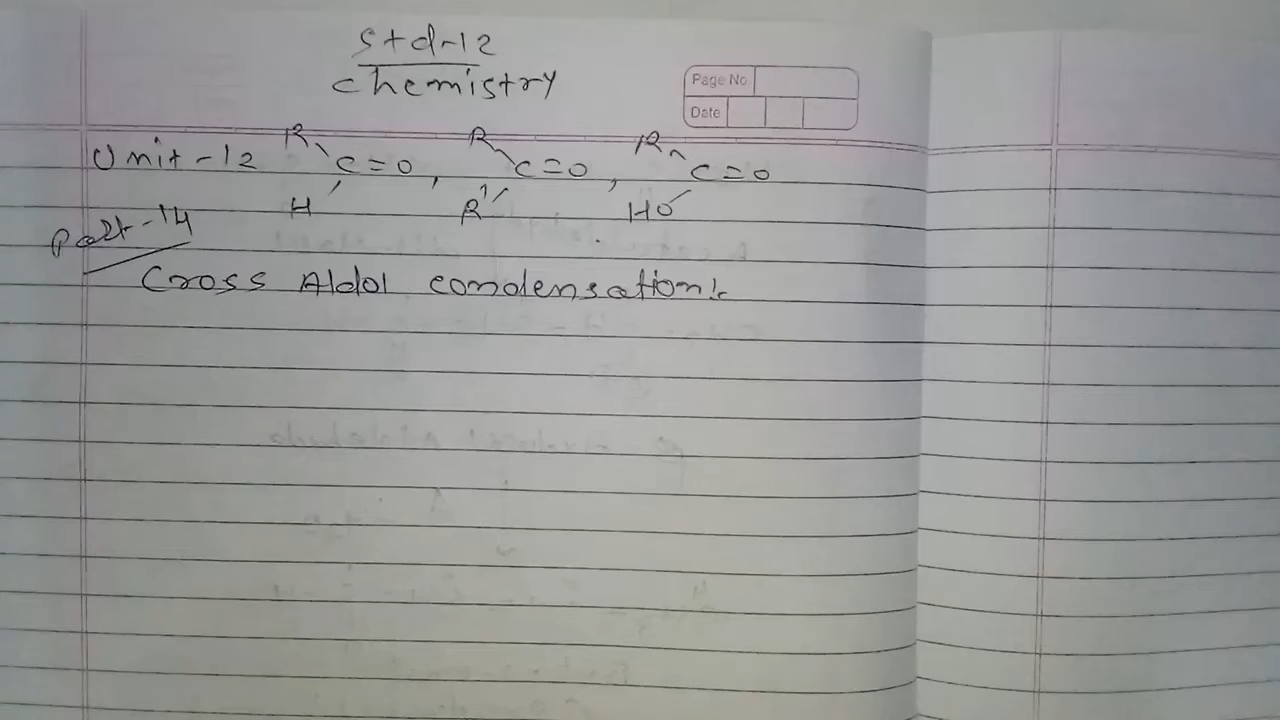 Std-12
Chemistry
Page No
Date
Unit-12 R C=O, R C=O, R C=O
H R' HO
Part-14
Cross Aldol condensation: